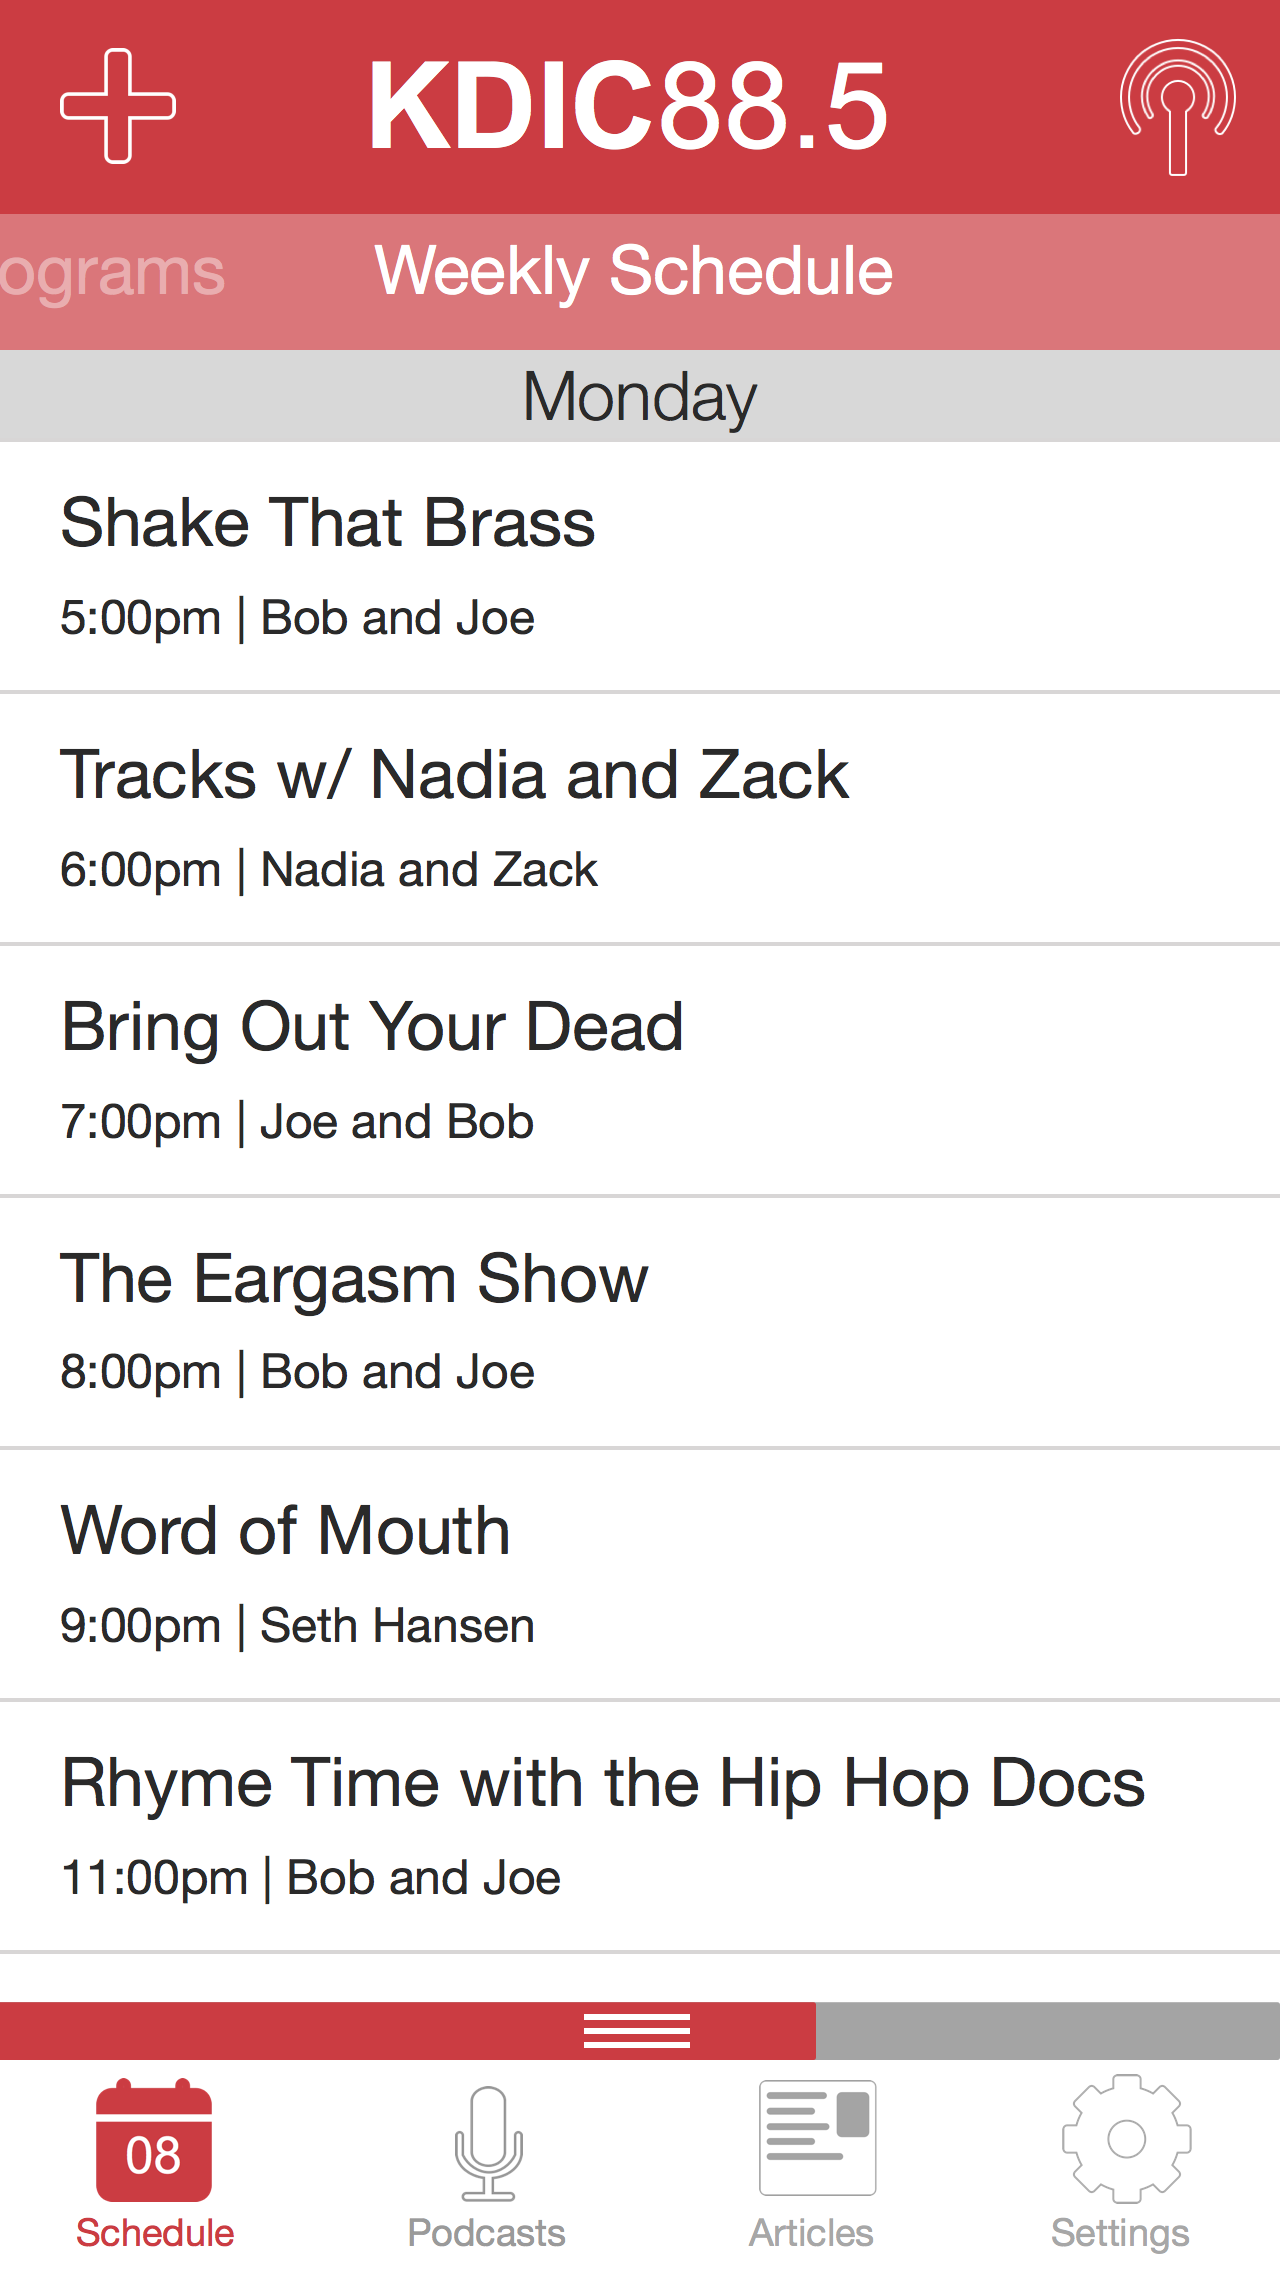 KDIC88.5
ograms Weekly Schedule
Monday
Shake That Brass
5:00pm | Bob and Joe
Tracks w/ Nadia and Zack
6:00pm | Nadia and Zack
Bring Out Your Dead
7:00pm | Joe and Bob
The Eargasm Show
8:00pm | Bob and Joe
Word of Mouth
9:00pm | Seth Hansen
Rhyme Time with the Hip Hop Docs
11:00pm | Bob and Joe
08
Schedule Podcasts Articles Settings